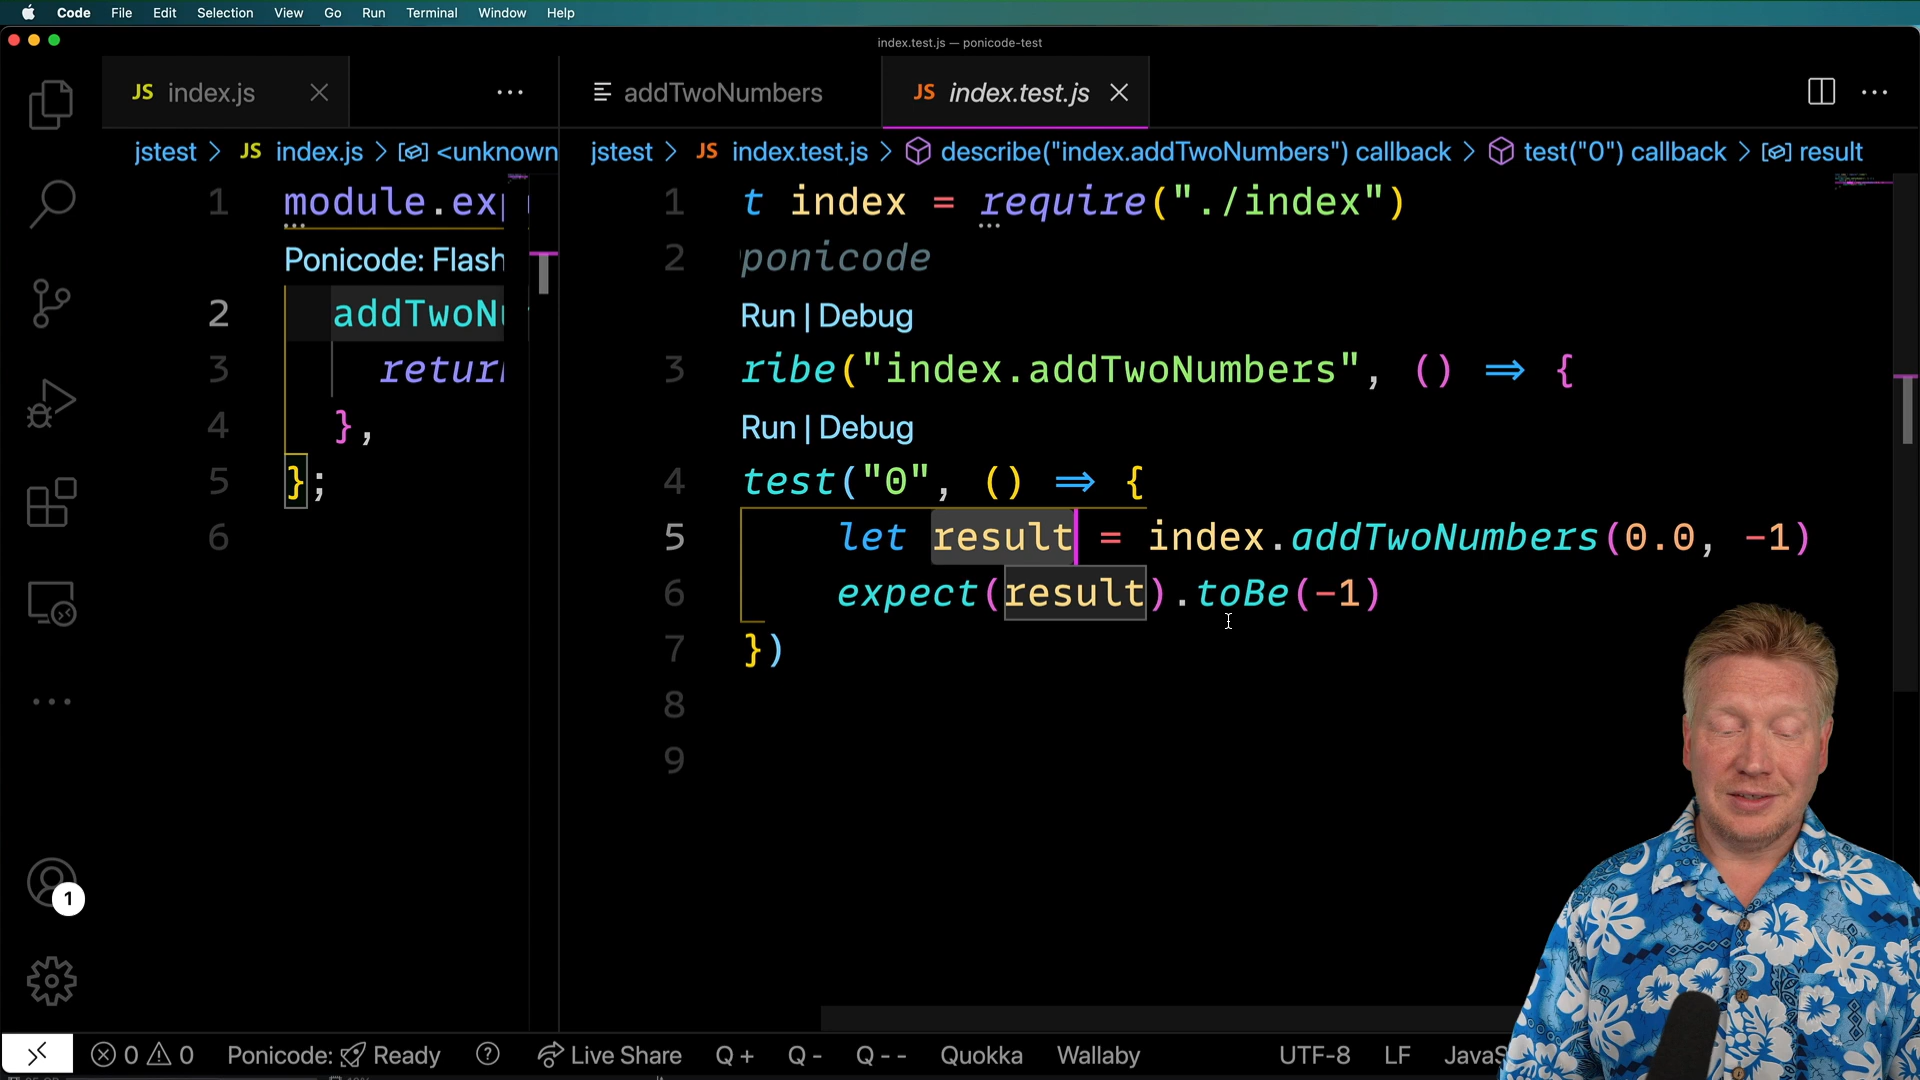 Code File Edit Selection View Go Run Terminal Window Help
index.test.js — ponicode-test
JS index.js
addTwoNumbers
JS index.test.js
jstest > JS index.js > <unknown
jstest > JS index.test.js > describe("index.addTwoNumbers") callback > test("0") callback > result
1 module.exp
Ponicode: Flash
2 addTwoNu
3 return
4 },
5 };
6
1 t index = require("./index")
2 ponicode
Run | Debug
3 ribe("index.addTwoNumbers", () => {
Run | Debug
4 test("0", () => {
5 let result = index.addTwoNumbers(0.0, -1)
6 expect(result).toBe(-1)
7 })
8
9
1
0 0 Ponicode: Ready Live Share Q+ Q- Q-- Quokka Wallaby UTF-8 LF JavaS